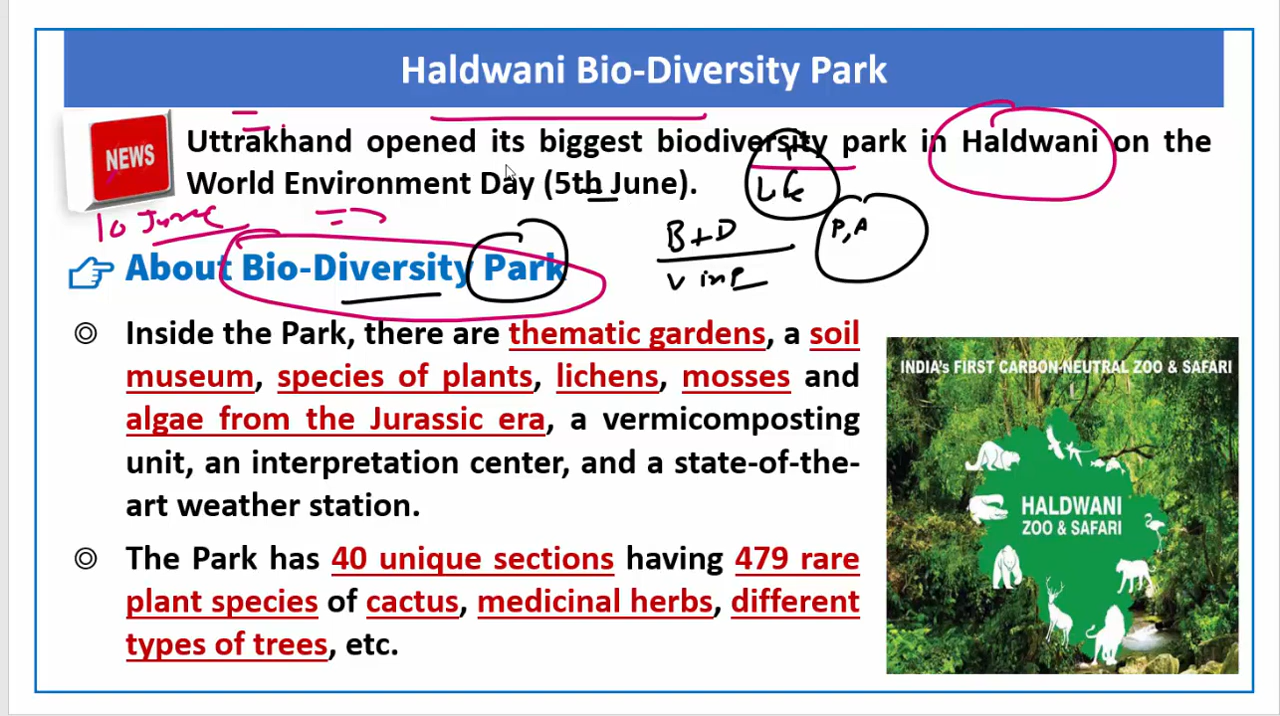 Haldwani Bio-Diversity Park
NEWS
Uttrakhand opened its biggest biodiversity park in Haldwani on the
World Environment Day (5th June).
10 June
B+D
P, A
V in P
About Bio-Diversity Park
Inside the Park, there are thematic gardens, a soil
museum, species of plants, lichens, mosses and
algae from the Jurassic era, a vermicomposting
unit, an interpretation center, and a state-of-the-
art weather station.
The Park has 40 unique sections having 479 rare
plant species of cactus, medicinal herbs, different
types of trees, etc.
INDIA's FIRST CARBON-NEUTRAL ZOO & SAFARI
HALDWANI
ZOO & SAFARI